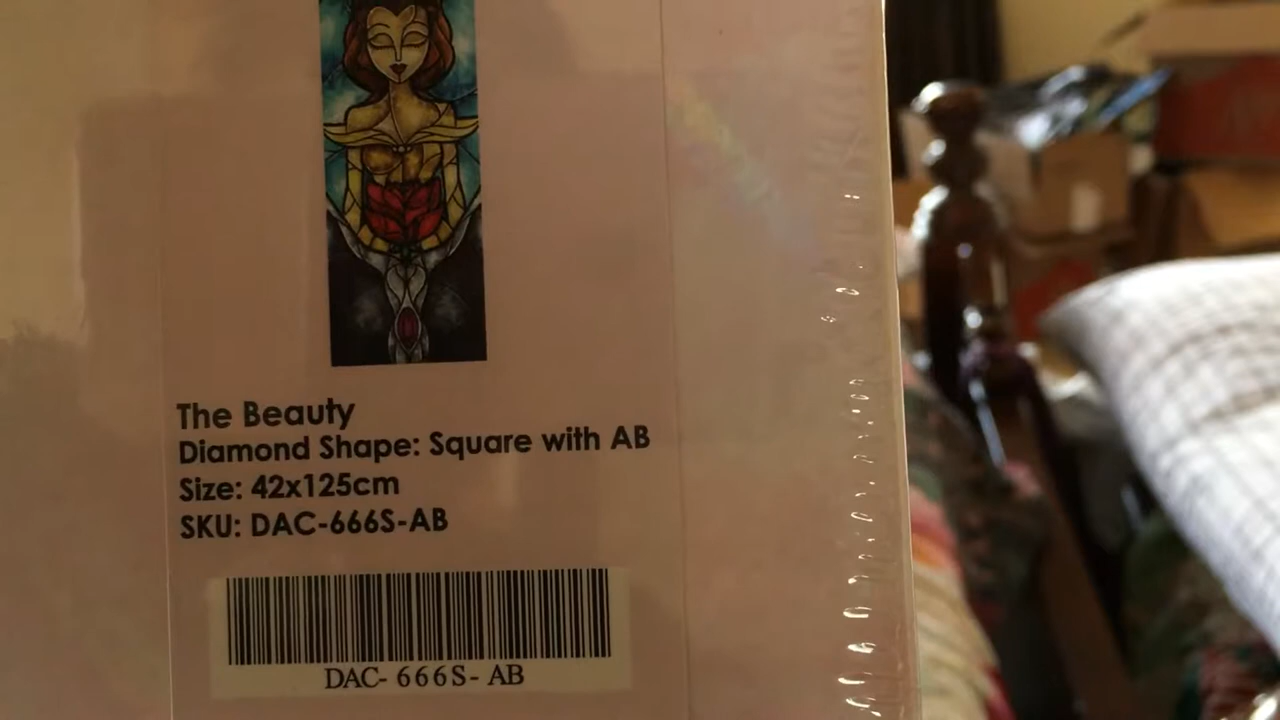 The Beauty
Diamond Shape: Square with AB
Size: 42x125cm
SKU: DAC-666S-AB
DAC- 666S- AB